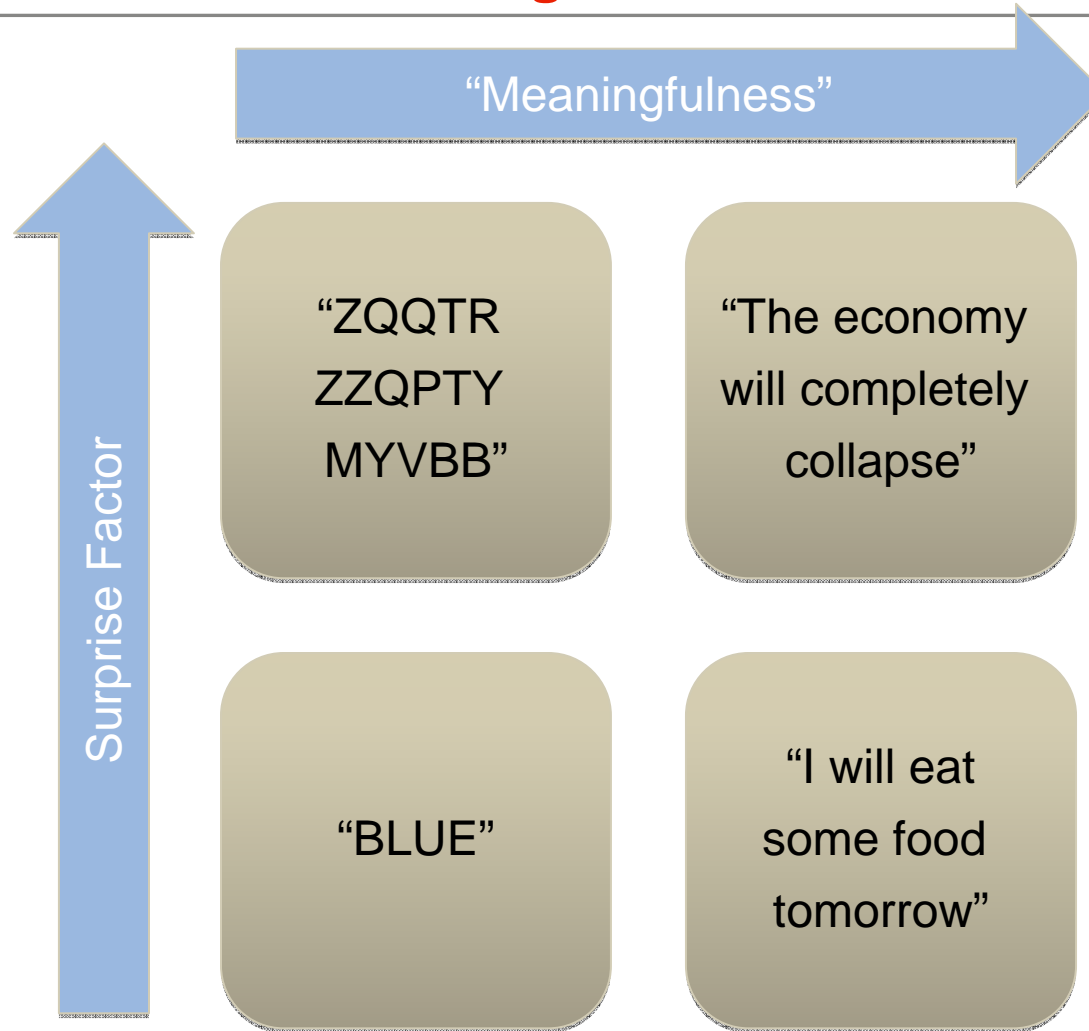 “Meaningfulness”
Surprise Factor
“ZQQTR
ZZQPTY
MYVBB”
“The economy
will completely
collapse”
“BLUE”
“I will eat
some food
tomorrow”